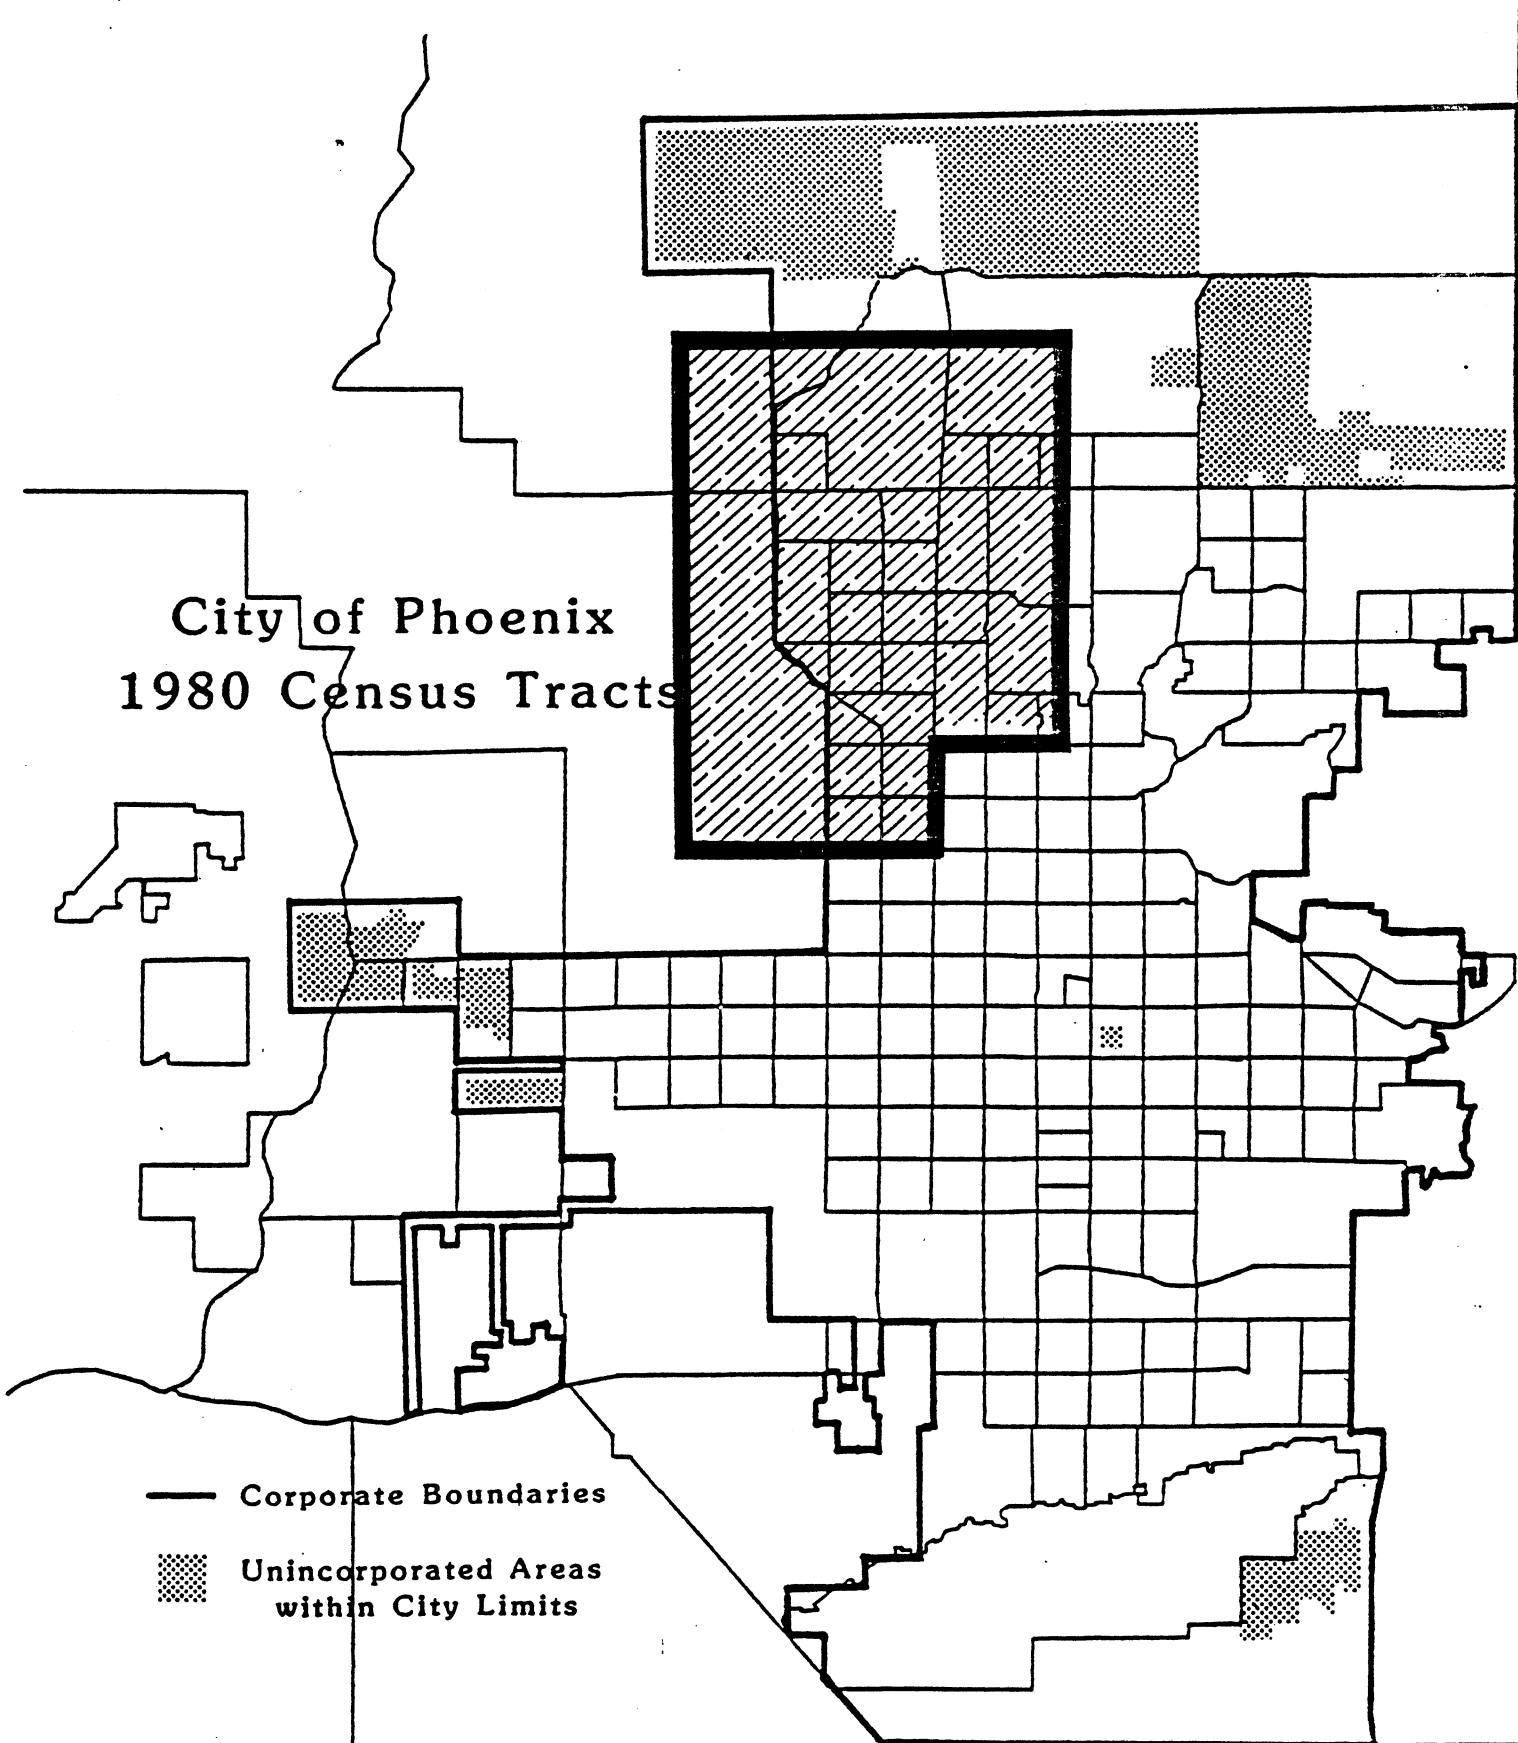 City of Phoenix
1980 Census Tracts
Corporate Boundaries
Unincorporated Areas
within City Limits